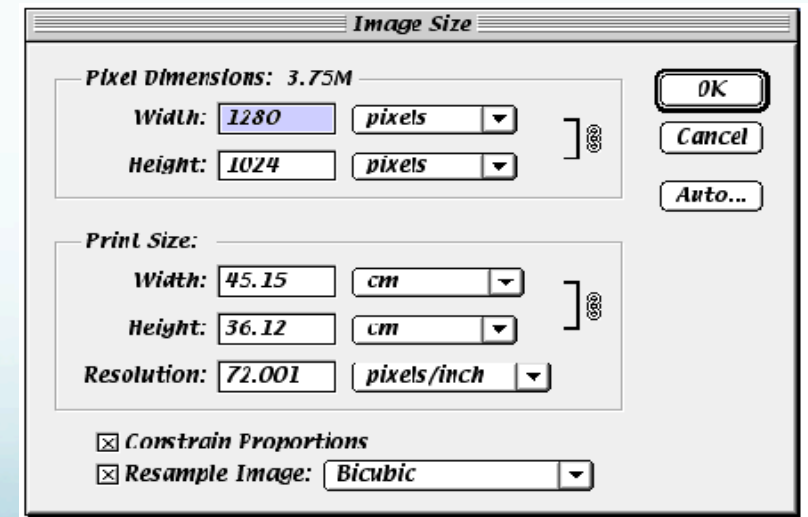 Image Size
Pixel Dimensions: 3.75M
OK
Width: 1280 pixels
Cancel
Height: 1024 pixels
Auto...
Print Size:
Width: 45.15 cm
Height: 36.12 cm
Resolution: 72.001 pixels/inch
Constrain Proportions
Resample Image: Bicubic